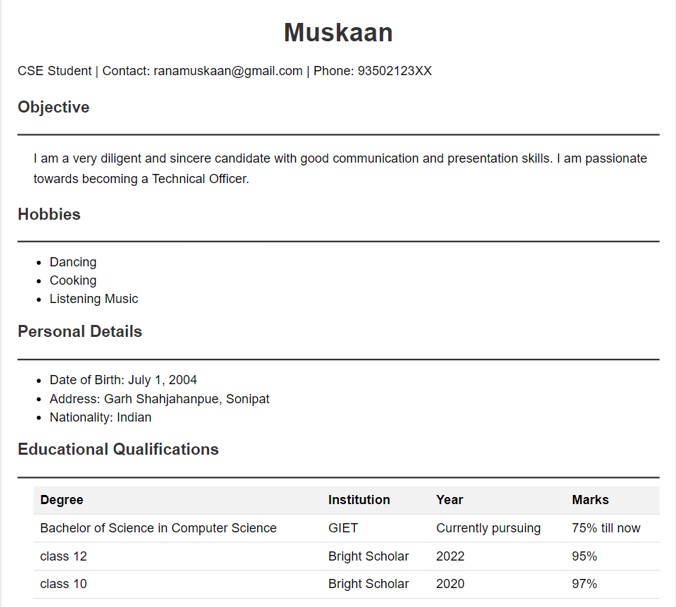 Muskaan
CSE Student | Contact: ranamuskaan@gmail.com | Phone: 93502123XX
Objective
I am a very diligent and sincere candidate with good communication and presentation skills. I am passionate
towards becoming a Technical Officer.
Hobbies
• Dancing
• Cooking
• Listening Music
Personal Details
• Date of Birth: July 1, 2004
• Address: Garh Shahjahanpue, Sonipat
• Nationality: Indian
Educational Qualifications
Degree Institution Year Marks
Bachelor of Science in Computer Science GIET Currently pursuing 75% till now
class 12 Bright Scholar 2022 95%
class 10 Bright Scholar 2020 97%